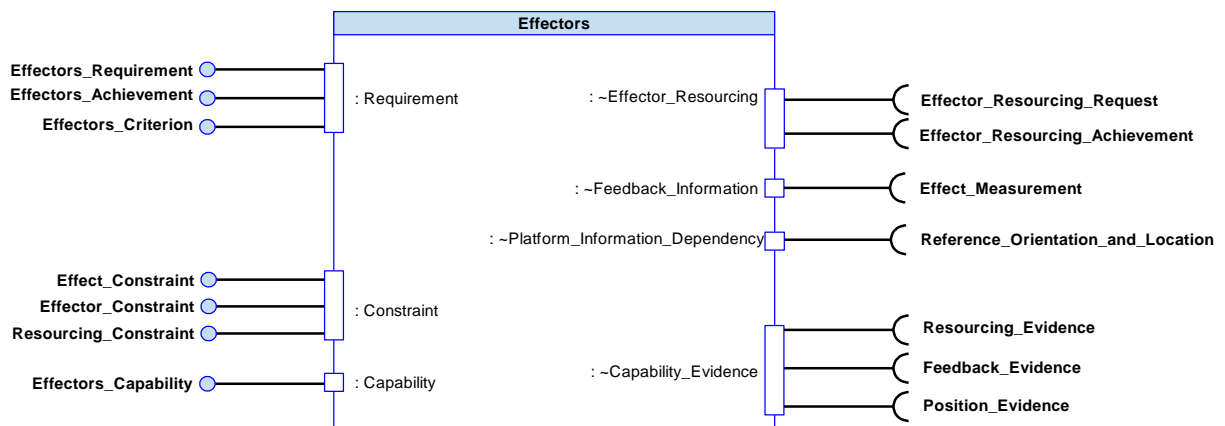 Effectors
Effectors_Requirement
Effectors_Achievement
Effectors_Criterion
: Requirement
: ~Effector_Resourcing
Effector_Resourcing_Request
Effector_Resourcing_Achievement
: ~Feedback_Information
Effect_Measurement
: ~Platform_Information_Dependency
Reference_Orientation_and_Location
Effect_Constraint
Effector_Constraint
Resourcing_Constraint
: Constraint
Effectors_Capability
: Capability
: ~Capability_Evidence
Resourcing_Evidence
Feedback_Evidence
Position_Evidence